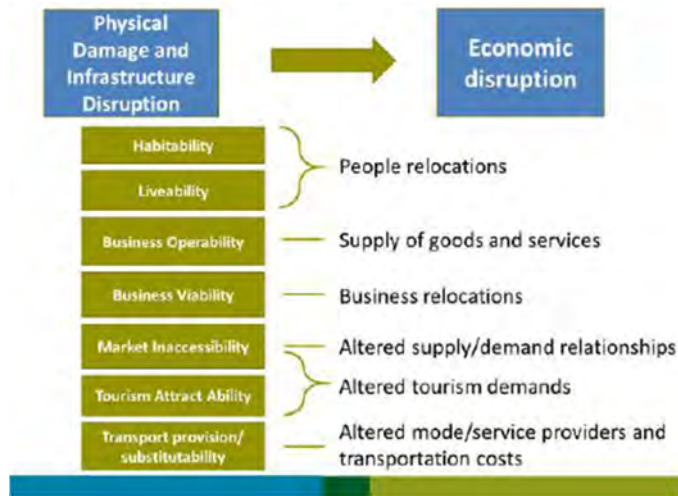 Physical
Damage and
Infrastructure
Disruption
Economic
disruption
Habitability
Liveability
People relocations
Business Operability
Supply of goods and services
Business Viability
Business relocations
Market Inaccessibility
Altered supply/demand relationships
Tourism Attract Ability
Altered tourism demands
Transport provision/
substitutability
Altered mode/service providers and
transportation costs